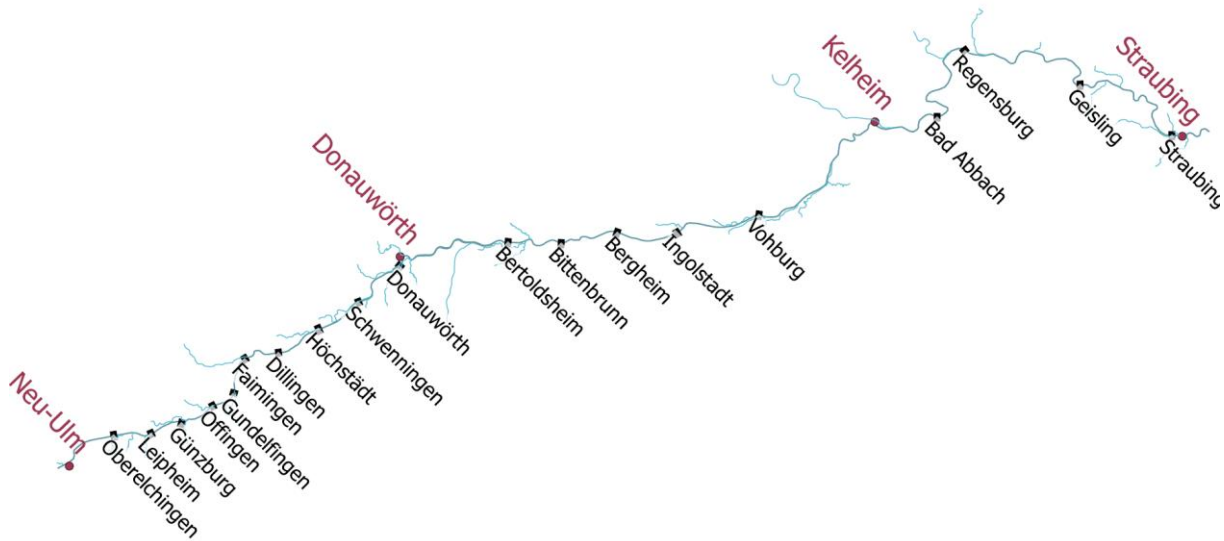 Neu-Ulm
Oberelchingen
Leipheim
Günzburg
Offingen
Gundelfingen
Faimingen
Dillingen
Höchstädt
Schwenningen
Donauwörth
Donauwörth
Bertoldsheim
Bittenbrunn
Bergheim
Ingolstadt
Vohburg
Kelheim
Bad Abbach
Regensburg
Geisling
Straubing
Straubing